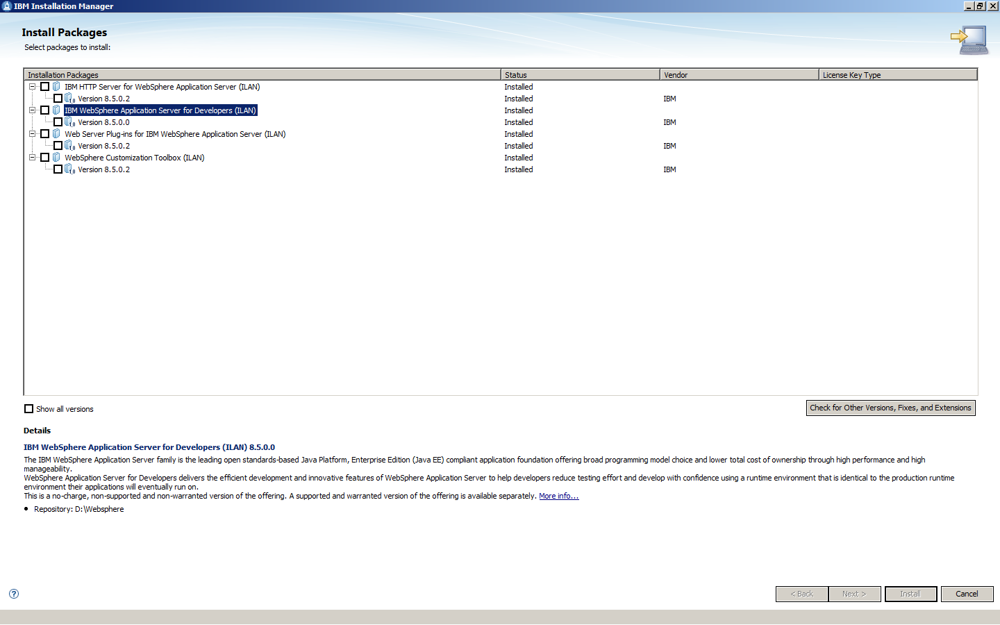 IBM Installation Manager
Install Packages
Select packages to install:
Installation Packages Status Vendor License Key Type
IBM HTTP Server for WebSphere Application Server (ILAN) Installed
Version 8.5.0.2 Installed IBM
IBM WebSphere Application Server for Developers (ILAN) Installed
Version 8.5.0.0 Installed IBM
Web Server Plug-ins for IBM WebSphere Application Server (ILAN) Installed
Version 8.5.0.2 Installed IBM
WebSphere Customization Toolbox (ILAN) Installed
Version 8.5.0.2 Installed IBM
Show all versions Check for Other Versions, Fixes, and Extensions
Details
IBM WebSphere Application Server for Developers (ILAN) 8.5.0.0
The IBM WebSphere Application Server family is the leading open standards-based Java Platform, Enterprise Edition (Java EE) compliant application foundation offering broad programming model choice and lower total cost of ownership through high performance and high
manageability.
WebSphere Application Server for Developers delivers the efficient development and innovative features of WebSphere Application Server to help developers reduce testing effort and develop with confidence using a runtime environment that is identical to the production runtime
environment their applications will eventually run on.
This is a no-charge, non-supported and non-warranted version of the offering. A supported and warranted version of the offering is available separately. More info...
• Repository: D:\Websphere
? < Back Next > Install Cancel